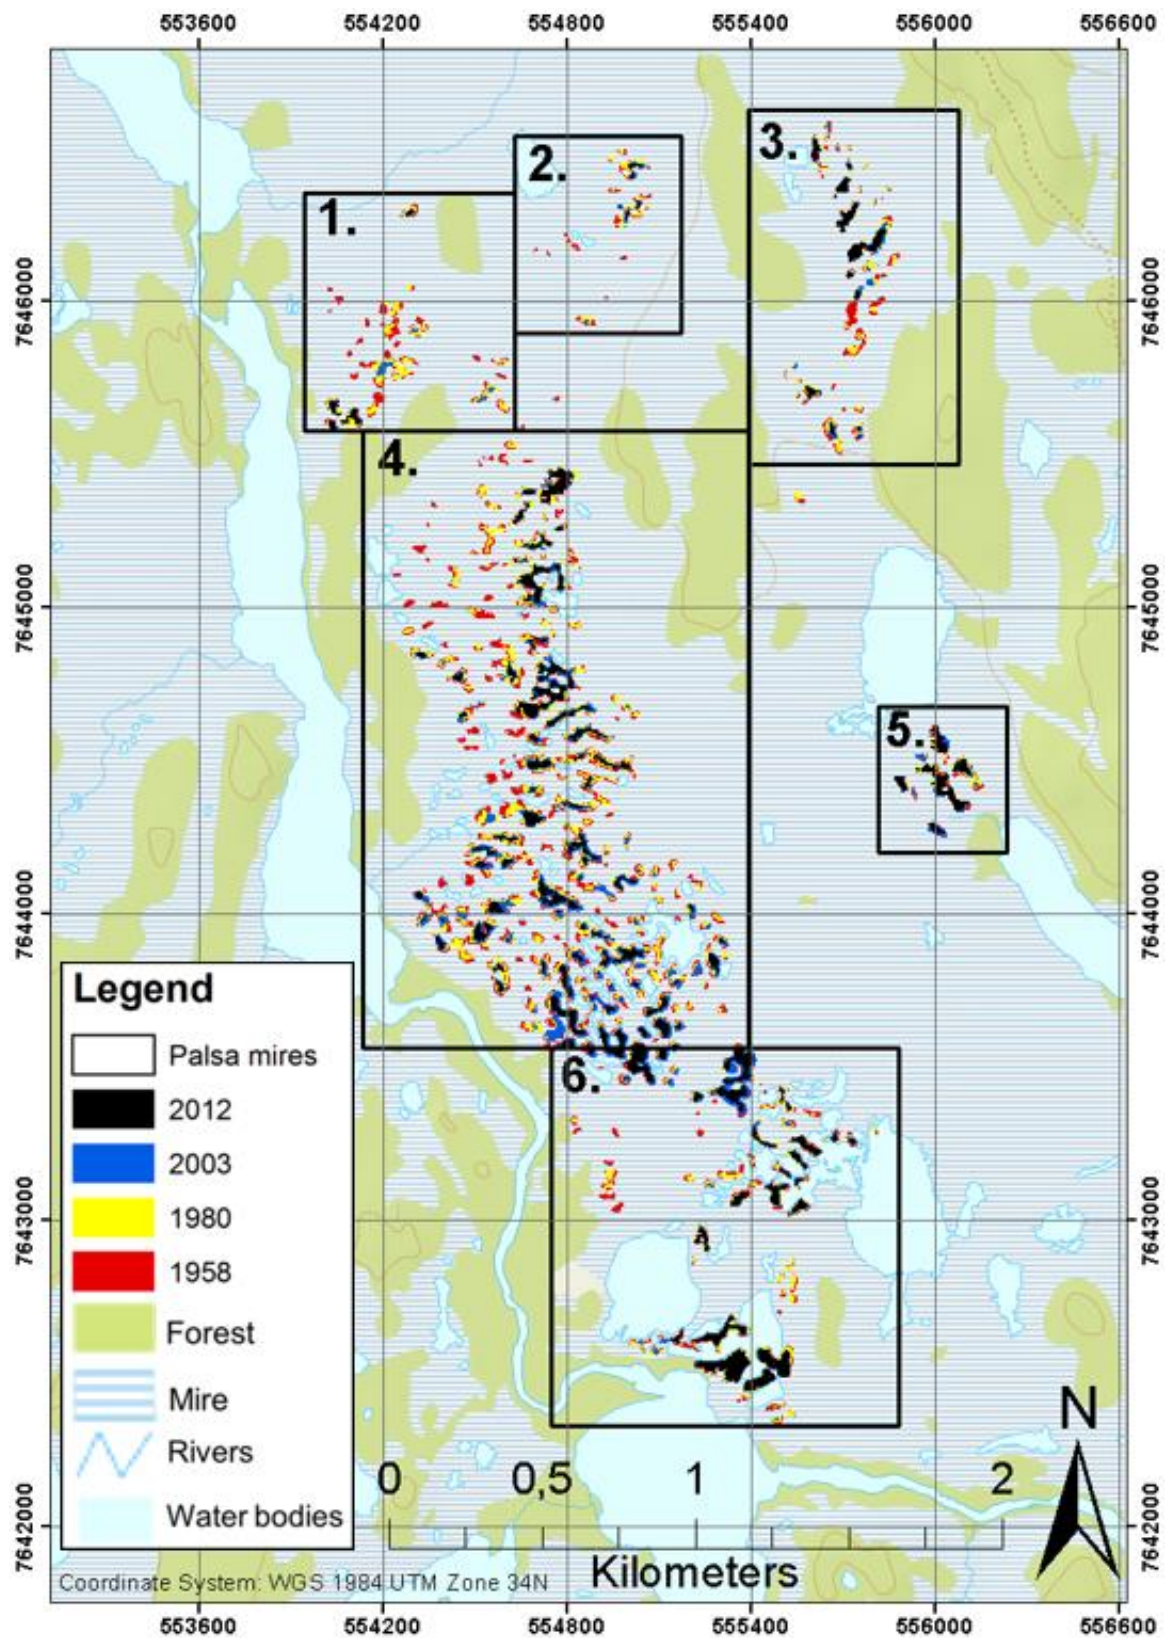 553600 554200 554800 555400 556000 556600
3.
2.
1.
7646000 7646000
4.
7645000 7645000
5.
7644000 7644000
Legend
Palsa mires
6.
2012
2003
1980
7643000 7643000
1958
Forest
Mire
N
Rivers
0 0,5 1 2
Water bodies
7642000 7642000
Kilometers
Coordinate System: WGS 1984 UTM Zone 34N
553600 554200 554800 555400 556000 556600